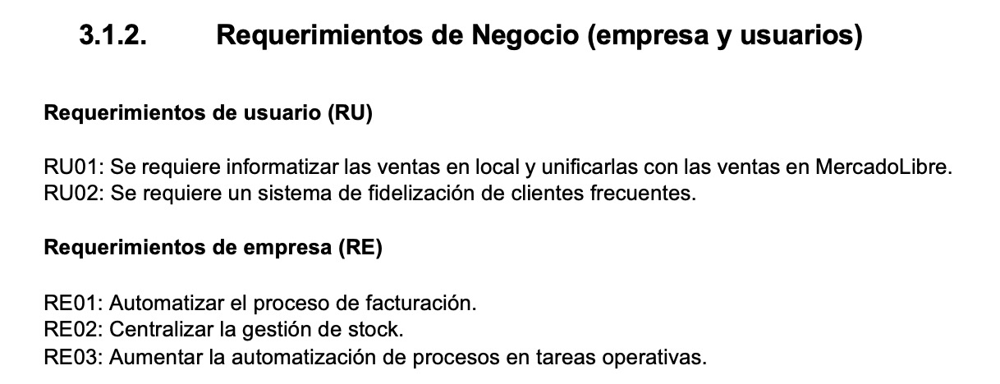 3.1.2. Requerimientos de Negocio (empresa y usuarios)
Requerimientos de usuario (RU)
RU01: Se requiere informatizar las ventas en local y unificarlas con las ventas en MercadoLibre.
RU02: Se requiere un sistema de fidelización de clientes frecuentes.
Requerimientos de empresa (RE)
RE01: Automatizar el proceso de facturación.
RE02: Centralizar la gestión de stock.
RE03: Aumentar la automatización de procesos en tareas operativas.